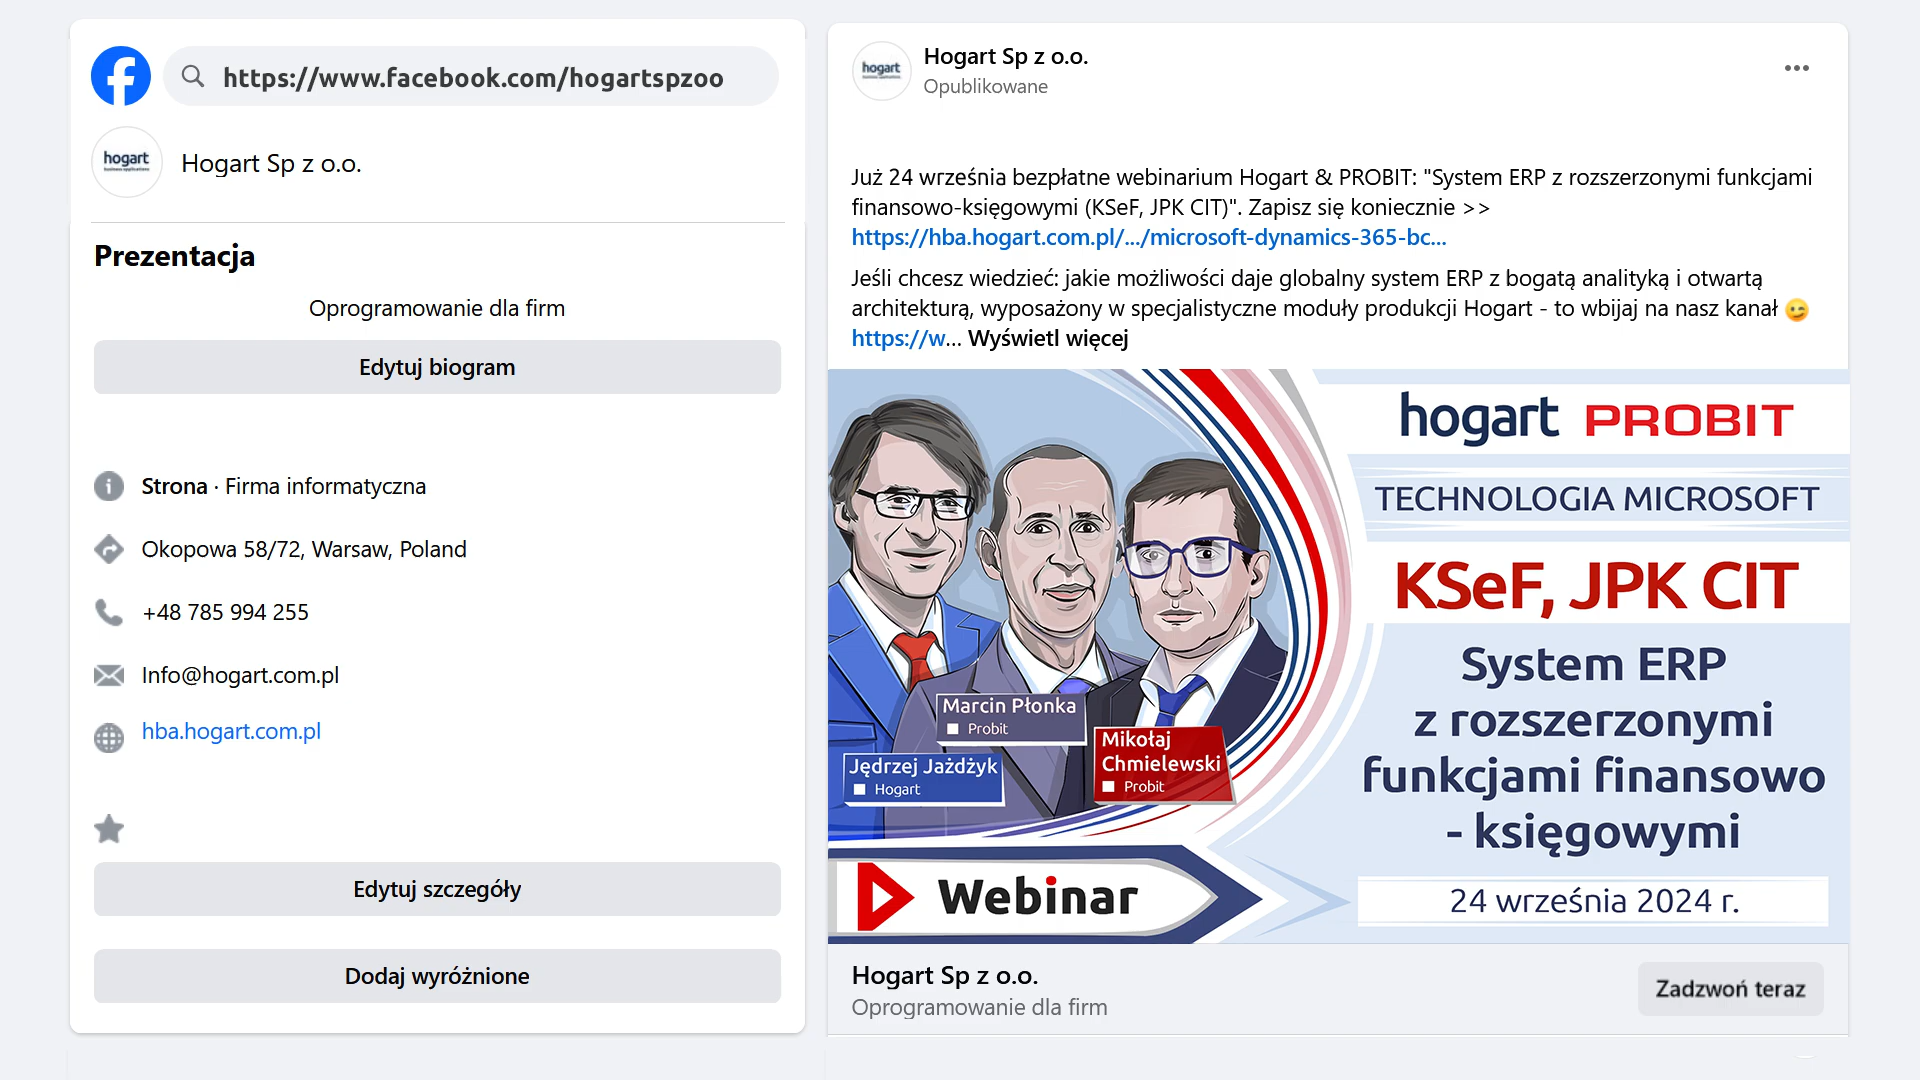 https://www.facebook.com/hogartspzoo
hogart
Hogart Sp z o.o.
Prezentacja
Oprogramowanie dla firm
Edytuj biogram
Strona · Firma informatyczna
Okopowa 58/72, Warsaw, Poland
+48 785 994 255
Info@hogart.com.pl
hba.hogart.com.pl
Edytuj szczegóły
Dodaj wyróżnione
hogart
Hogart Sp z o.o.
Opublikowane
Już 24 września bezpłatne webinarium Hogart & PROBIT: "System ERP z rozszerzonymi funkcjami
finansowo-księgowymi (KSeF, JPK CIT)". Zapisz się koniecznie >>
https://hba.hogart.com.pl/.../microsoft-dynamics-365-bc...
Jeśli chcesz wiedzieć: jakie możliwości daje globalny system ERP z bogatą analityką i otwartą
architekturą, wyposażony w specjalistyczne moduły produkcji Hogart - to wbijaj na nasz kanał 😉
https://w... Wyświetl więcej
hogart PROBIT
TECHNOLOGIA MICROSOFT
KSeF, JPK CIT
System ERP
z rozszerzonymi
funkcjami finansowo
- księgowymi
24 września 2024 r.
Marcin Płonka
Probit
Mikołaj
Chmielewski
Probit
Jędrzej Jażdżyk
Hogart
Webinar
Hogart Sp z o.o.
Oprogramowanie dla firm
Zadzwoń teraz